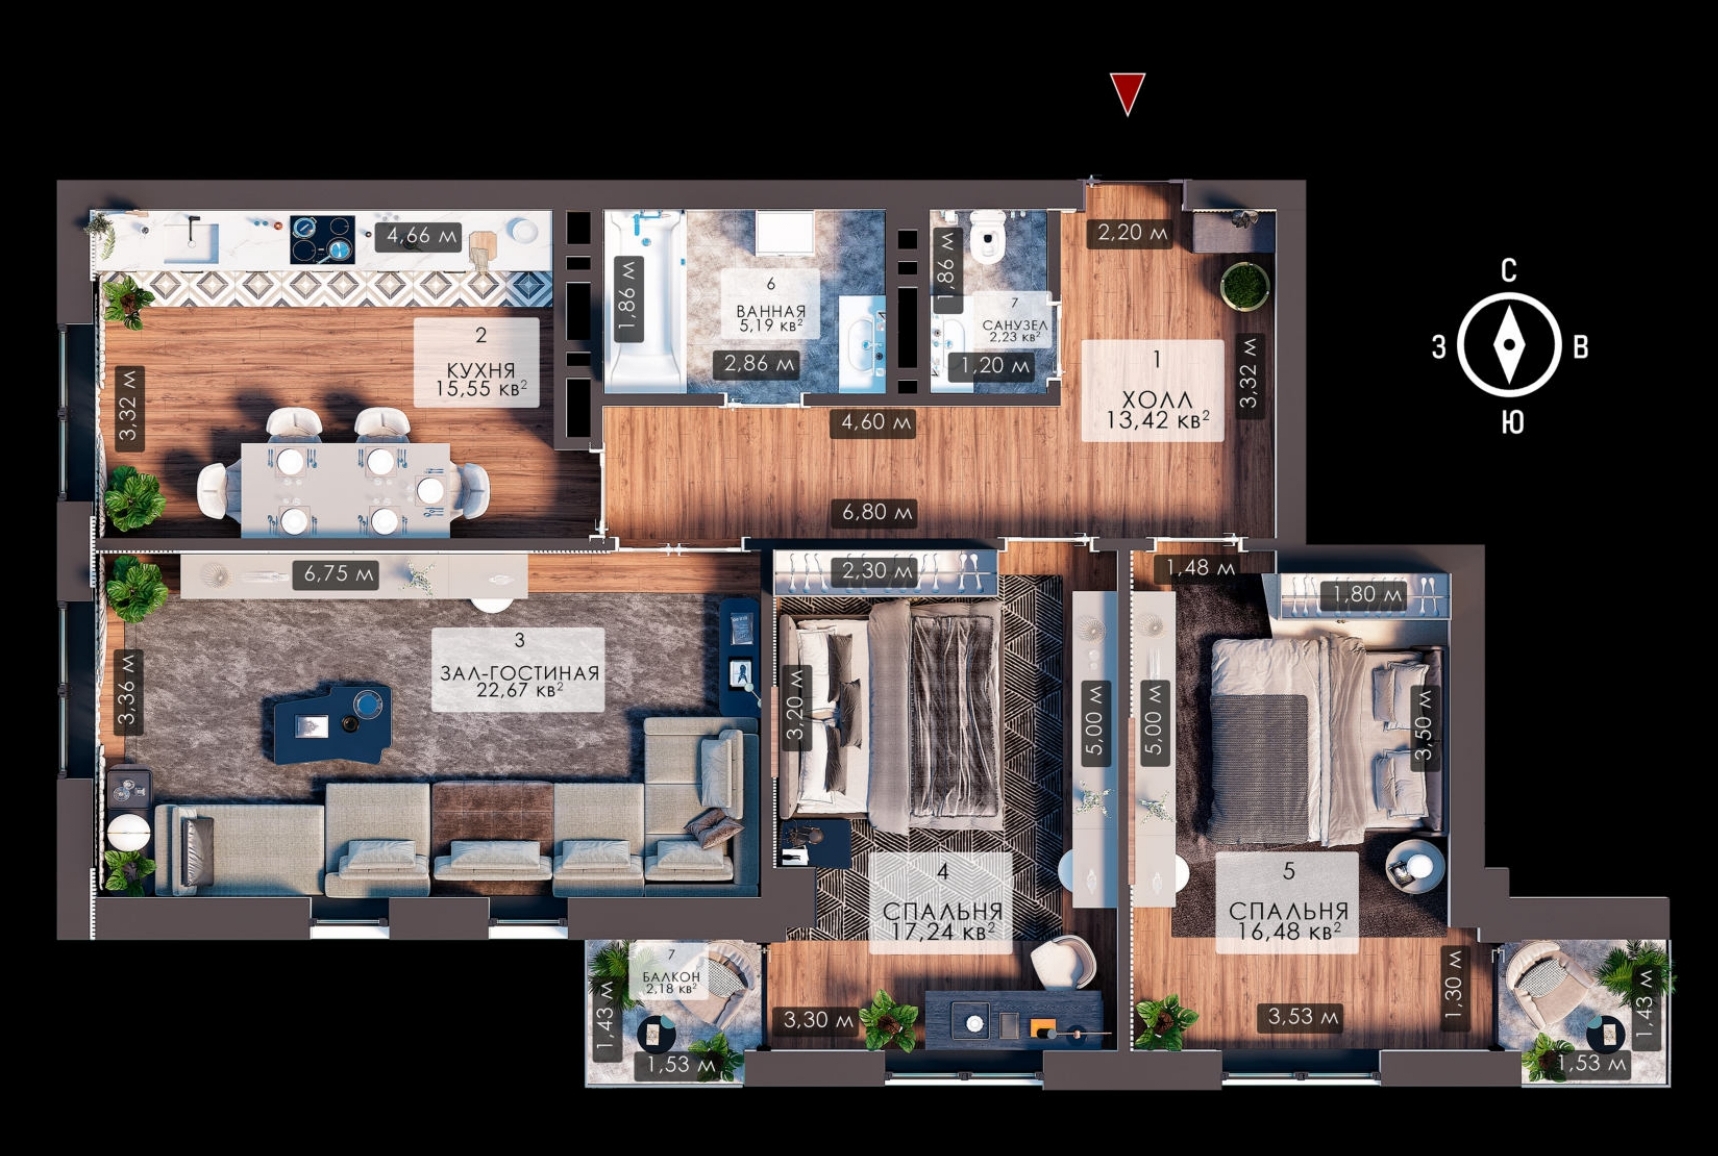 С
З
В
Ю
4,66 м
2
КУХНЯ
15,55 кв²
3,32 м
1,86 м
6
ВАННАЯ
5,19 кв²
2,86 м
1,86 м
7
САНУЗЕЛ
2,23 кв²
1,20 м
2,20 м
1
ХОЛЛ
13,42 кв²
3,32 м
4,60 м
6,80 м
6,75 м
3
ЗАЛ-ГОСТИНАЯ
22,67 кв²
3,36 м
2,30 м
3,20 м
5,00 м
4
СПАЛЬНЯ
17,24 кв²
3,30 м
1,48 м
1,80 м
5,00 м
3,50 м
5
СПАЛЬНЯ
16,48 кв²
3,53 м
1,30 м
7
БАЛКОН
2,18 кв²
1,43 м
1,53 м
1,43 м
1,53 м